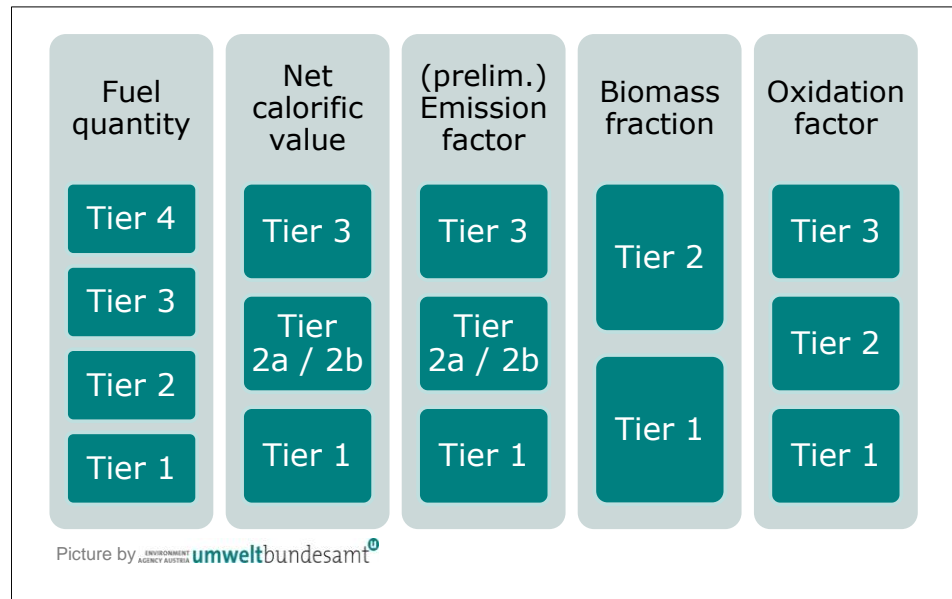 Fuel
quantity
Tier 4
Tier 3
Tier 2
Tier 1
Net
calorific
value
Tier 3
Tier
2a / 2b
Tier 1
(prelim.)
Emission
factor
Tier 3
Tier
2a / 2b
Tier 1
Biomass
fraction
Tier 2
Tier 1
Oxidation
factor
Tier 3
Tier 2
Tier 1
Picture by ENVIRONMENT AGENCY AUSTRIA umweltbundesamt u